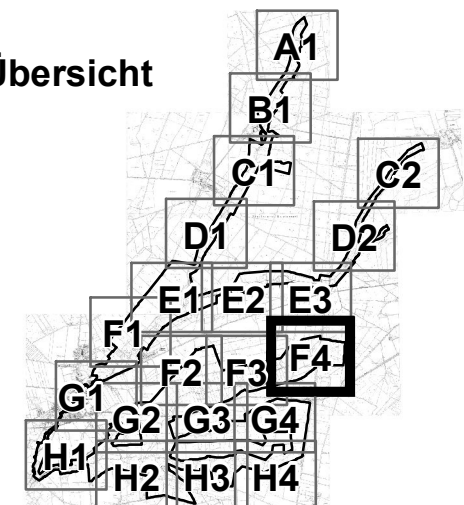 Übersicht
A1
B1
C1 C2
D1 D2
E1 E2 E3
F1 F2 F3 F4
G1 G2 G3 G4
H1 H2 H3 H4